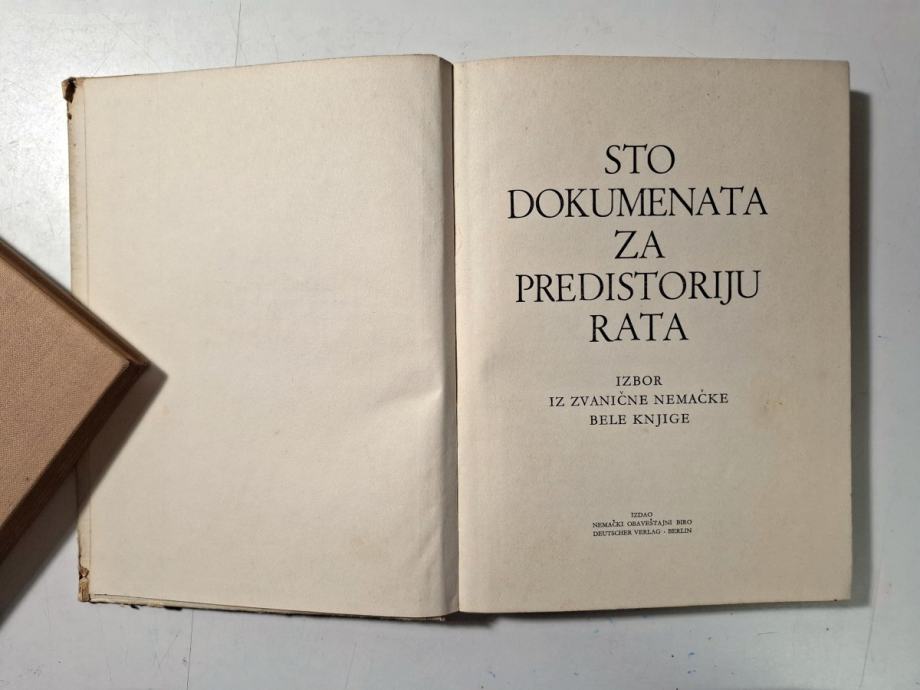 STO
DOKUMENATA
ZA
PREDISTORIJU
RATA
IZBOR
IZ ZVANIČNE NEMAČKE
BELE KNJIGE
IZDAO
NEMAČKI OBAVEŠTAJNI BIRO
DEUTSCHER VERLAG · BERLIN